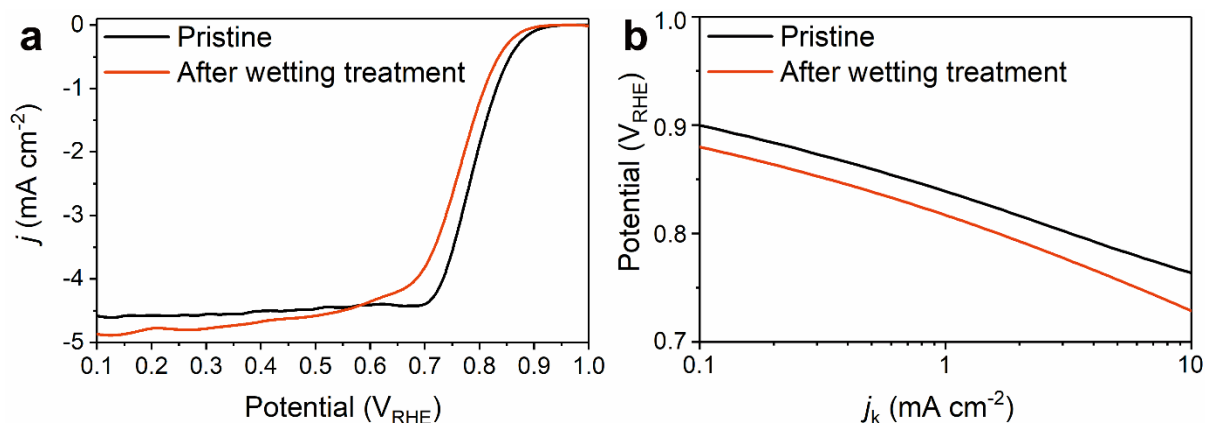 a
Pristine
After wetting treatment
0
-1
-2
-3
-4
-5
j (mA cm-2)
0.1 0.2 0.3 0.4 0.5 0.6 0.7 0.8 0.9 1.0
Potential (VRHE)
b
Pristine
After wetting treatment
1.0
0.9
0.8
0.7
Potential (VRHE)
0.1 1 10
jk (mA cm-2)